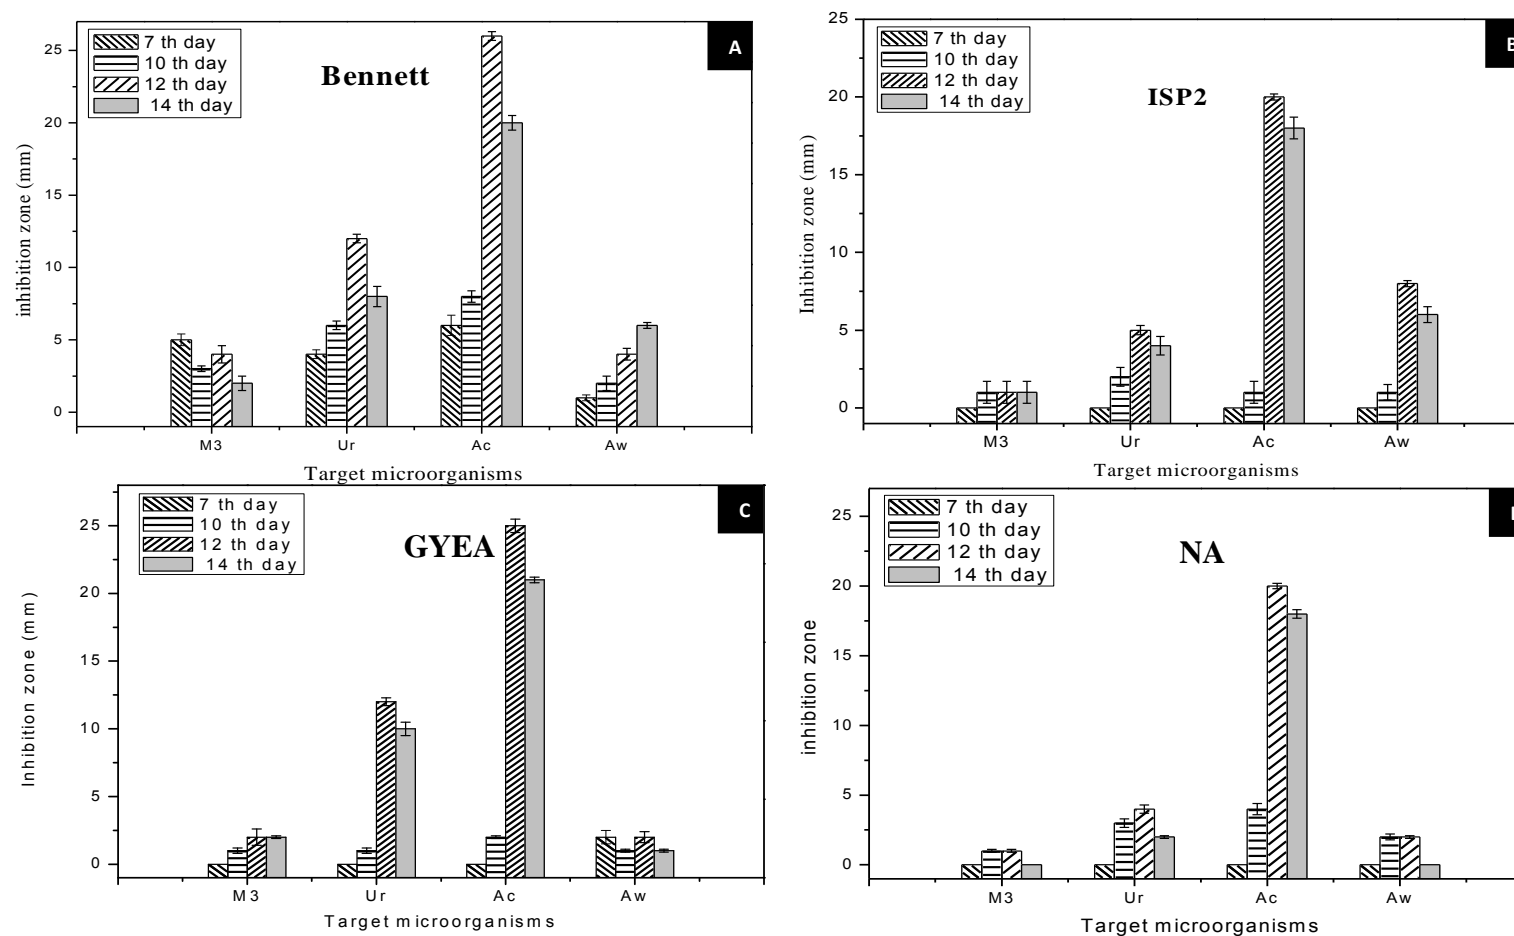 A
Bennett
7 th day
10 th day
12 th day
14 th day
inhibition zone (mm)
25
20
15
10
5
0
M3 Ur Ac Aw
Target microorganisms
B
ISP2
7 th day
10 th day
12 th day
14 th day
Inhibition zone (mm)
25
20
15
10
5
0
M3 Ur Ac Aw
Target microorganisms
C
GYEA
7 th day
10 th day
12 th day
14 th day
Inhibition zone (mm)
25
20
15
10
5
0
M3 Ur Ac Aw
Target microorganisms
NA
7 th day
10 th day
12 th day
14 th day
inhibition zone
25
20
15
10
5
0
M3 Ur Ac Aw
Target microorganisms